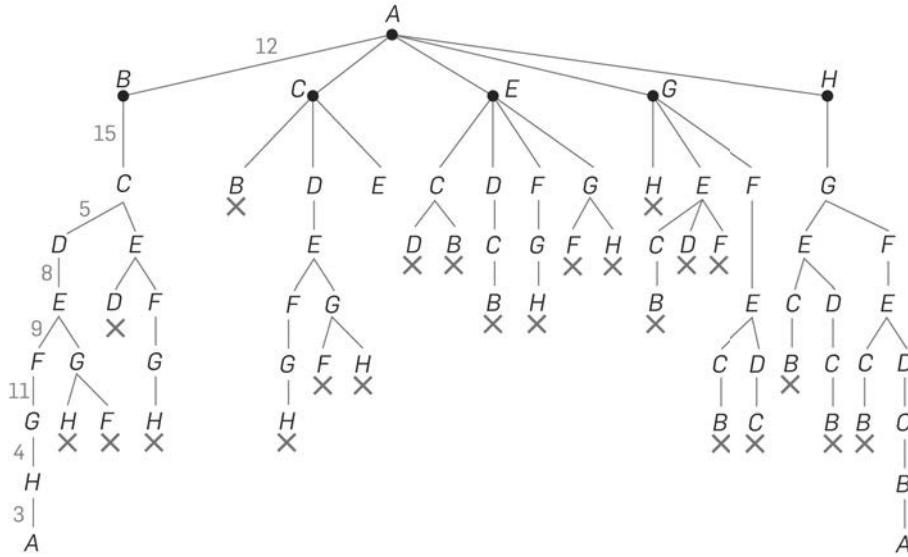 A
12
B C E G H
15
C B D E C D F G H E F G
5
D E E D B C G F H C D F E F
8
E D F F G B H B E C D E
9
F G G G F H C D B C C D
11
G H F H H B C B B C
4
H B
3
A A